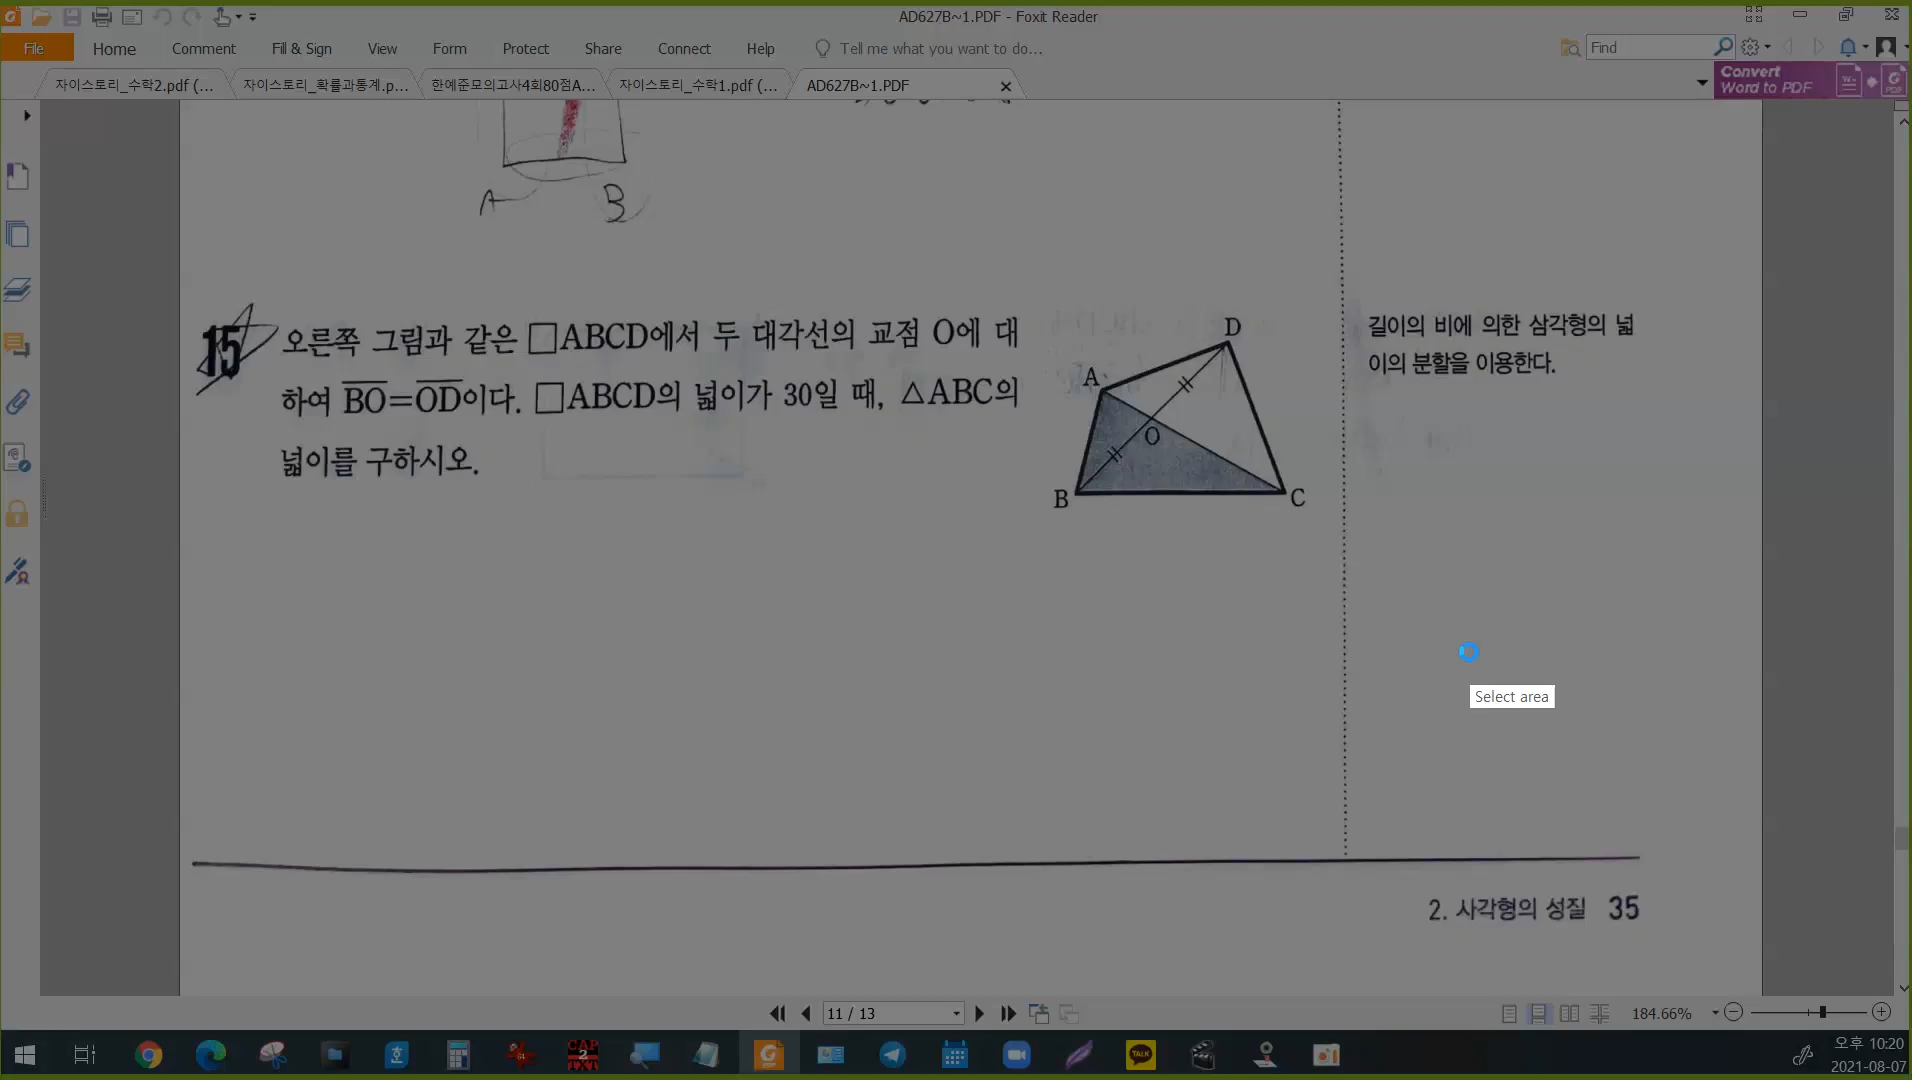 AD627B~1.PDF - Foxit Reader
File Home Comment Fill & Sign View Form Protect Share Connect Help Tell me what you want to do... Find
자이스토리_수학2.pdf (... 자이스토리_확률과통계.p... 한예준모의고사4회80점A... 자이스토리_수학1.pdf (... AD627B~1.PDF
Convert
Word to PDF
A B
15 오른쪽 그림과 같은 □ABCD에서 두 대각선의 교점 O에 대
하여 BO=OD이다. □ABCD의 넓이가 30일 때, △ABC의
넓이를 구하시오.
D
A
O
B C
길이의 비에 의한 삼각형의 넓
이의 분할을 이용한다.
Select area
2. 사각형의 성질 35
11 / 13 184.66%
CAP
2
TXT
TALK
오후 10:20
2021-08-07